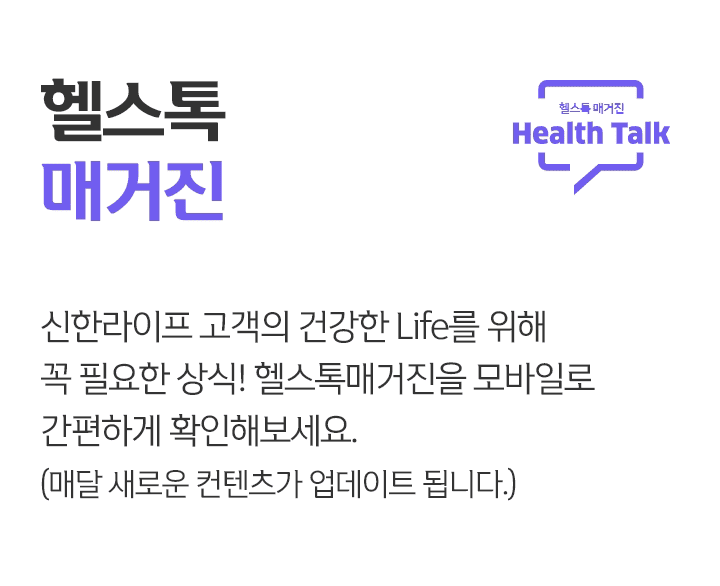 헬스톡
매거진
헬스톡 매거진
Health Talk
신한라이프 고객의 건강한 Life를 위해
꼭 필요한 상식! 헬스톡매거진을 모바일로
간편하게 확인해보세요.
(매달 새로운 컨텐츠가 업데이트 됩니다.)